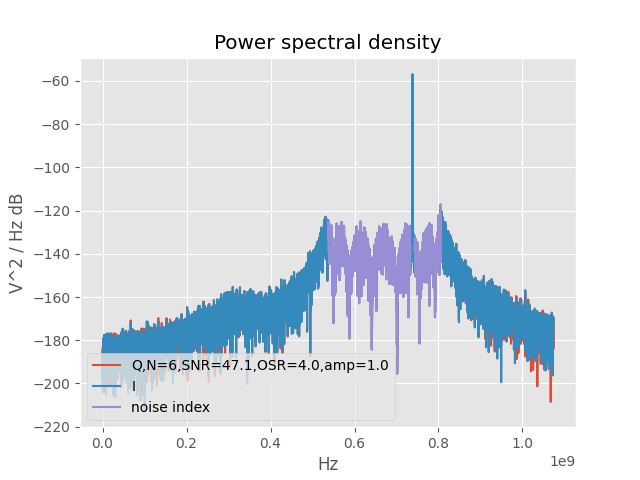 Power spectral density
V^2 / Hz dB
−60
−80
−100
−120
−140
−160
−180
−200
−220
Q,N=6,SNR=47.1,OSR=4.0,amp=1.0
I
noise index
0.0 0.2 0.4 0.6 0.8 1.0
1e9
Hz